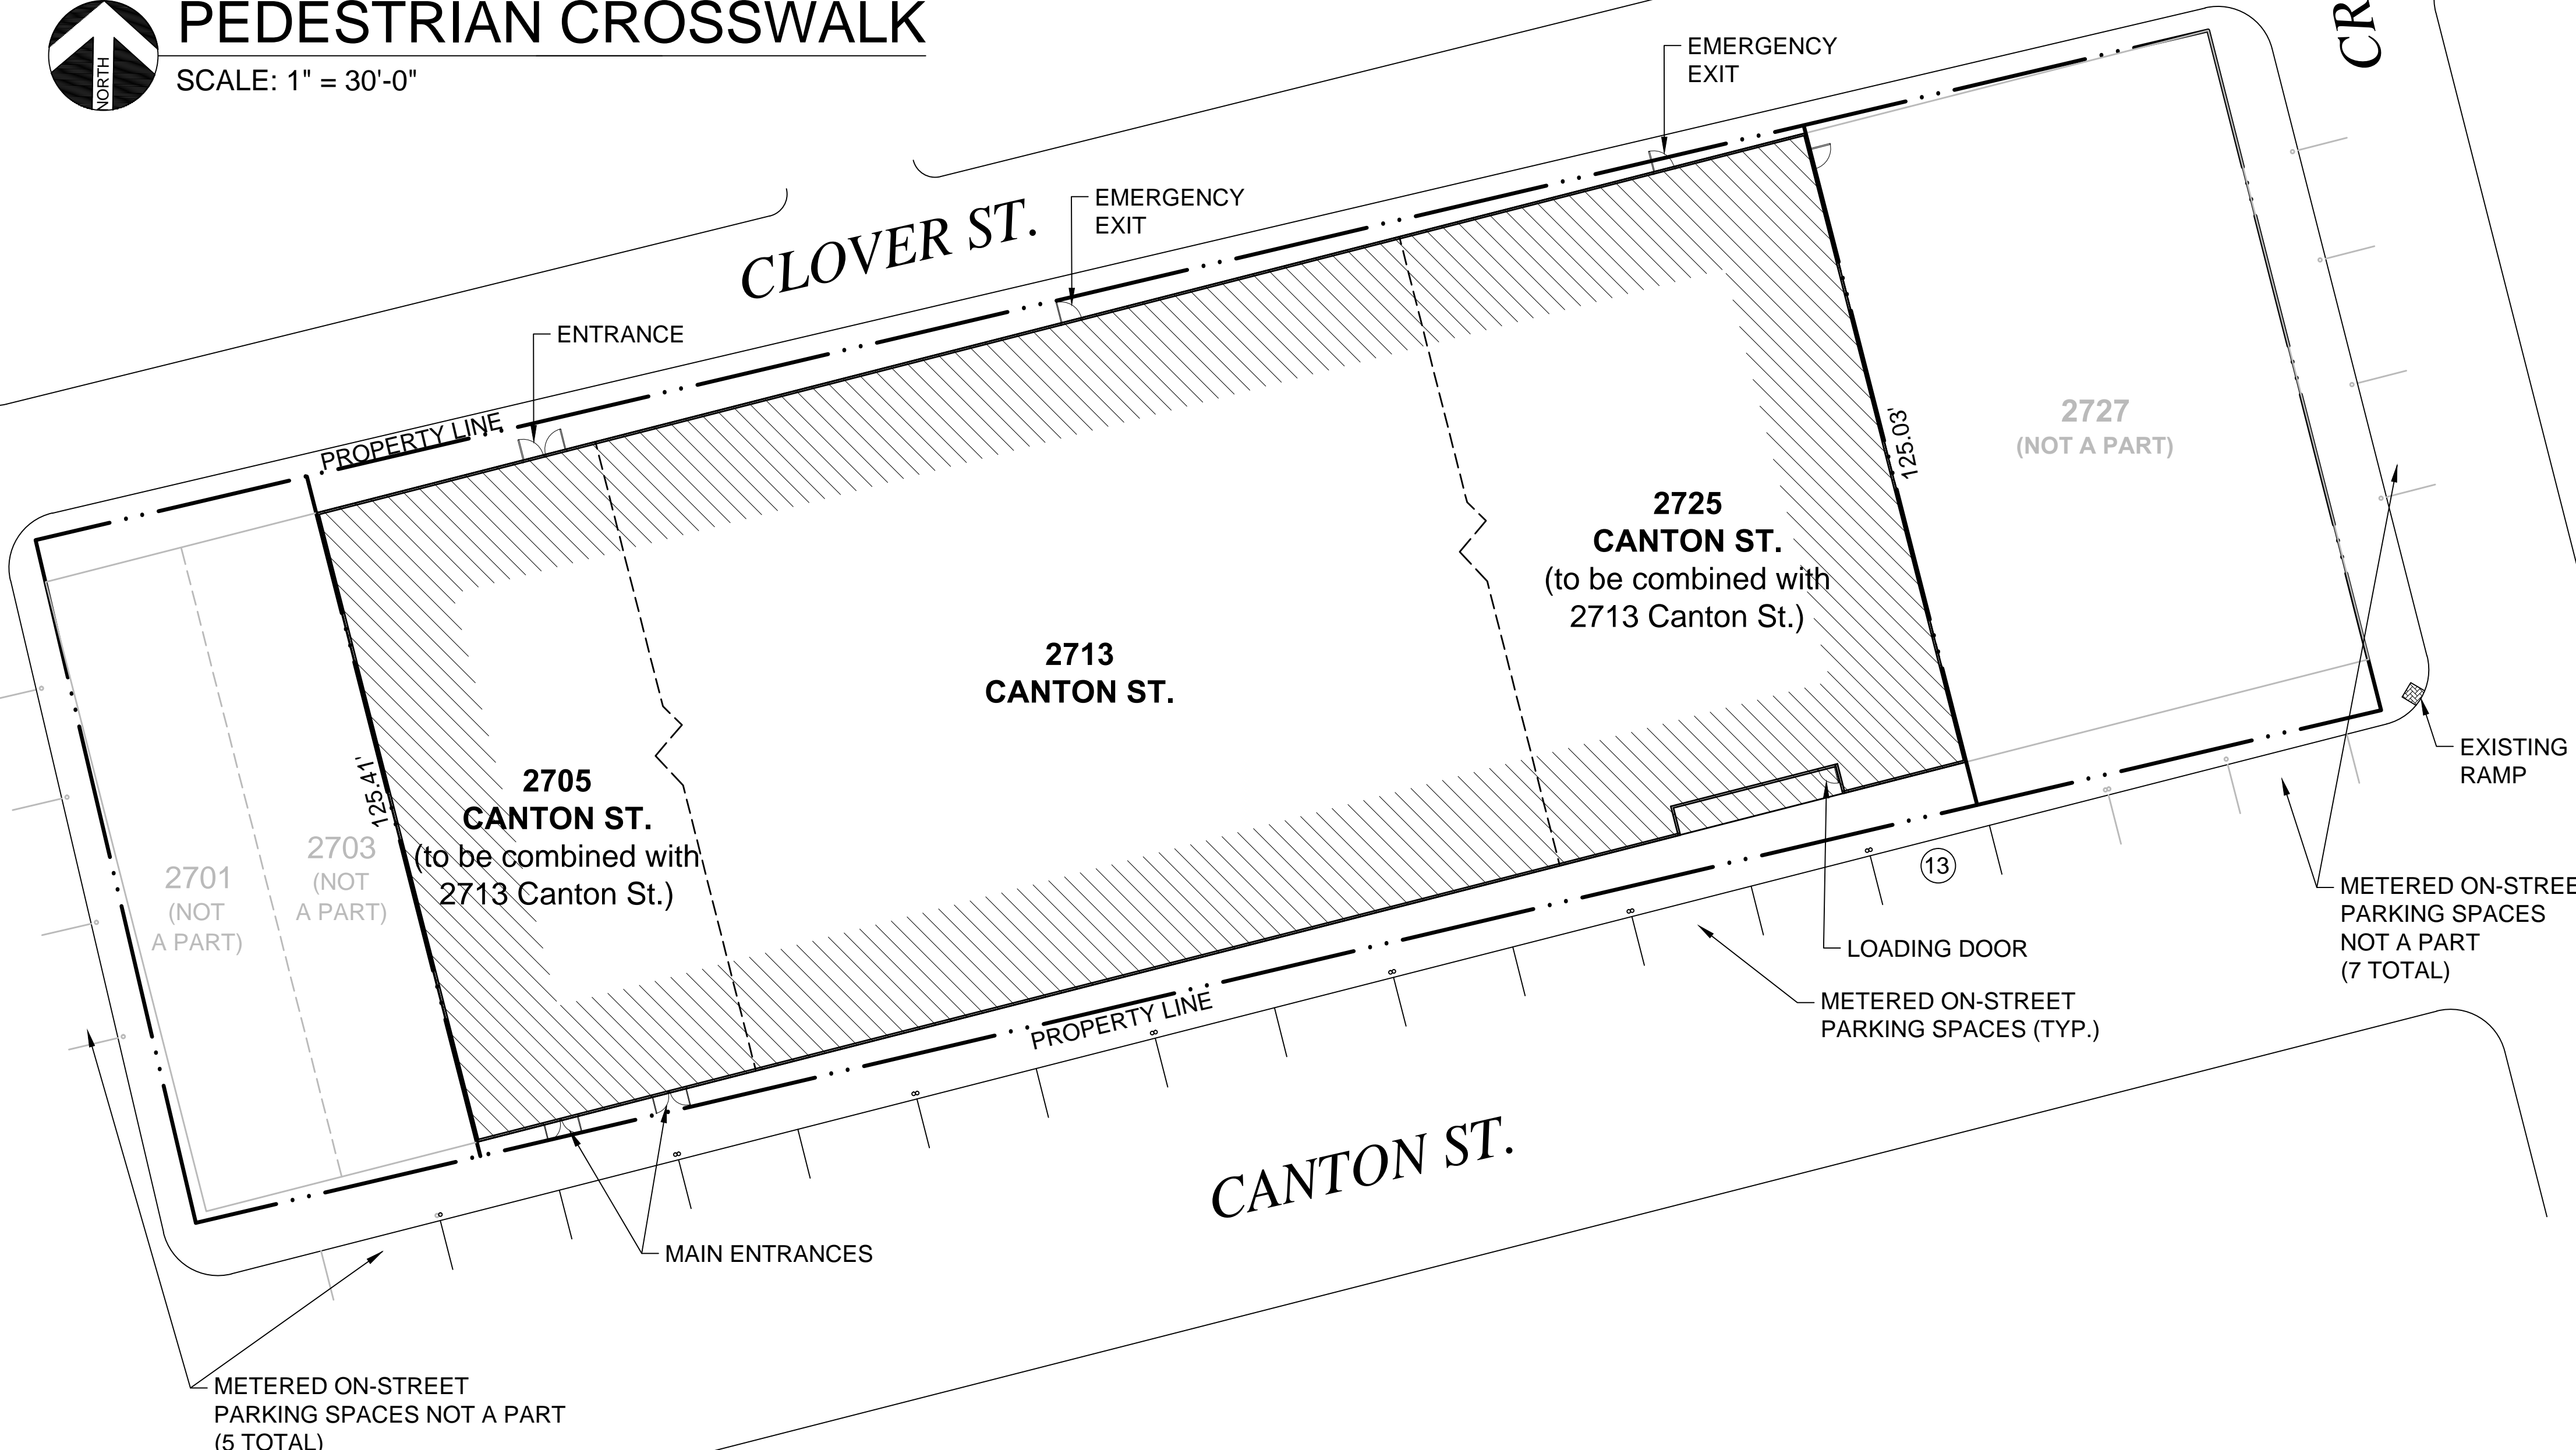 PEDESTRIAN CROSSWALK
SCALE: 1" = 30'-0"
NORTH
EMERGENCY
EXIT
EMERGENCY
EXIT
CLOVER ST.
ENTRANCE
PROPERTY LINE
CR
2727
(NOT A PART)
125.03'
2725
CANTON ST.
(to be combined with
2713 Canton St.)
2713
CANTON ST.
2705
CANTON ST.
(to be combined with
2713 Canton St.)
125.41'
2703
(NOT
A PART)
2701
(NOT
A PART)
EXISTING
RAMP
13
LOADING DOOR
METERED ON-STREE
PARKING SPACES
NOT A PART
(7 TOTAL)
METERED ON-STREET
PARKING SPACES (TYP.)
PROPERTY LINE
CANTON ST.
MAIN ENTRANCES
METERED ON-STREET
PARKING SPACES NOT A PART
(5 TOTAL)